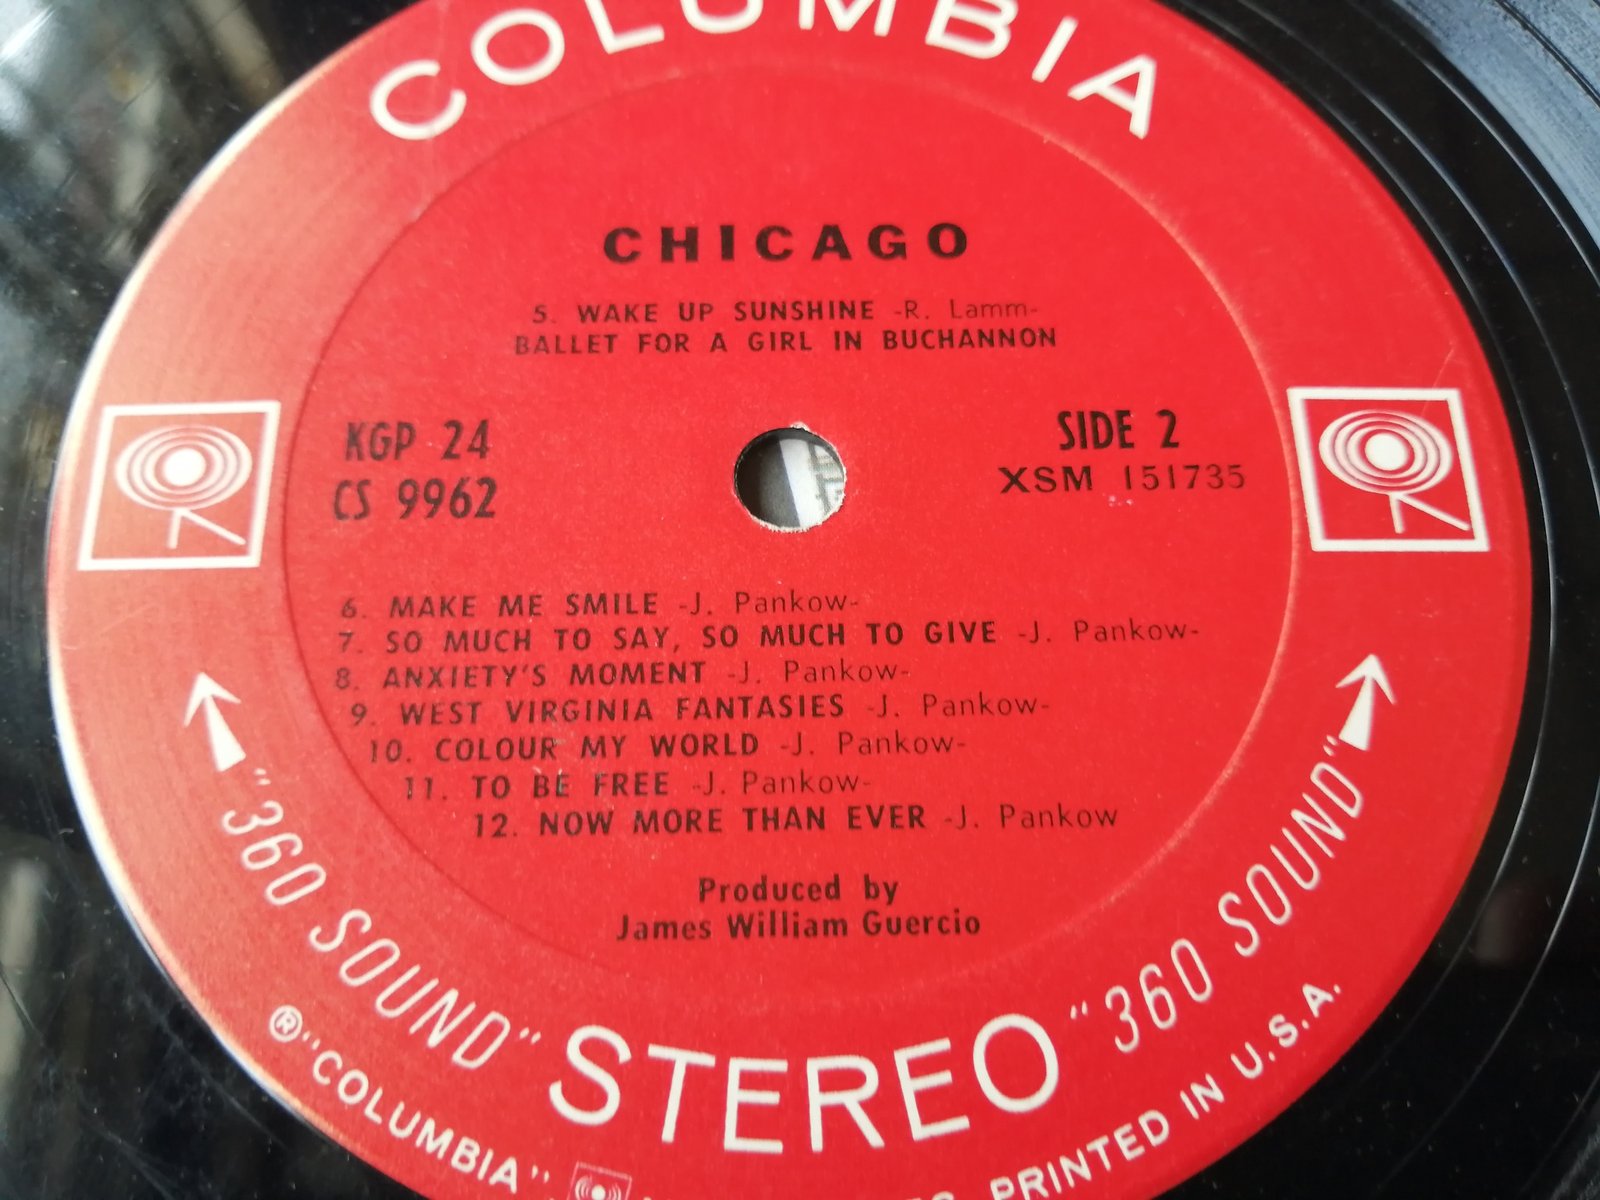 COLUMBIA
CHICAGO
5. WAKE UP SUNSHINE -R. Lamm-
BALLET FOR A GIRL IN BUCHANNON
KGP 24
CS 9962
SIDE 2
XSM 151735
6. MAKE ME SMILE -J. Pankow-
7. SO MUCH TO SAY, SO MUCH TO GIVE -J. Pankow-
8. ANXIETY'S MOMENT -J. Pankow-
9. WEST VIRGINIA FANTASIES -J. Pankow-
10. COLOUR MY WORLD -J. Pankow-
11. TO BE FREE -J. Pankow-
12. NOW MORE THAN EVER -J. Pankow
Produced by
James William Guercio
"360 SOUND" STEREO "360 SOUND"
® "COLUMBIA", PRINTED IN U.S.A.